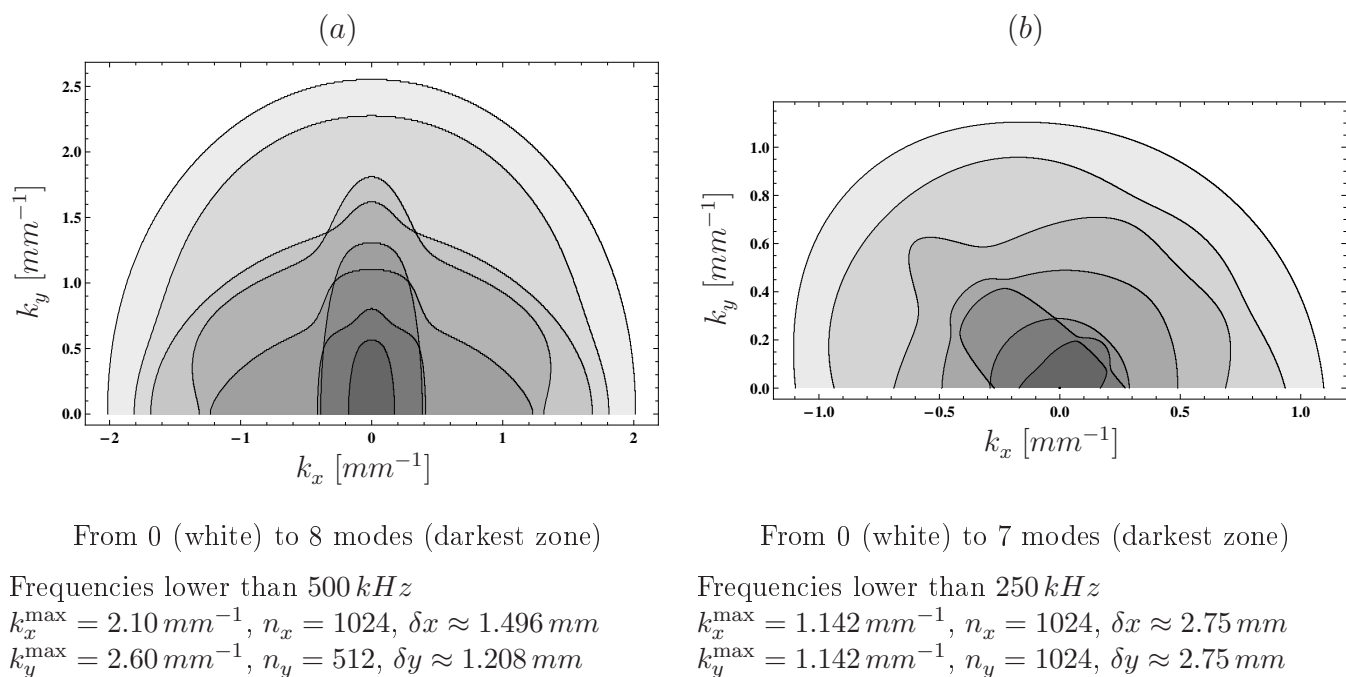 (a)
2.5
2.0
1.5
1.0
0.5
0.0
k_y [mm^{-1}]
−2 −1 0 1 2
k_x [mm^{-1}]
From 0 (white) to 8 modes (darkest zone)
Frequencies lower than 500 kHz
k_x^{max} = 2.10 mm^{-1}, n_x = 1024, δx ≈ 1.496 mm
k_y^{max} = 2.60 mm^{-1}, n_y = 512, δy ≈ 1.208 mm
(b)
1.0
0.8
0.6
0.4
0.2
0.0
k_y [mm^{-1}]
−1.0 −0.5 0.0 0.5 1.0
k_x [mm^{-1}]
From 0 (white) to 7 modes (darkest zone)
Frequencies lower than 250 kHz
k_x^{max} = 1.142 mm^{-1}, n_x = 1024, δx ≈ 2.75 mm
k_y^{max} = 1.142 mm^{-1}, n_y = 1024, δy ≈ 2.75 mm